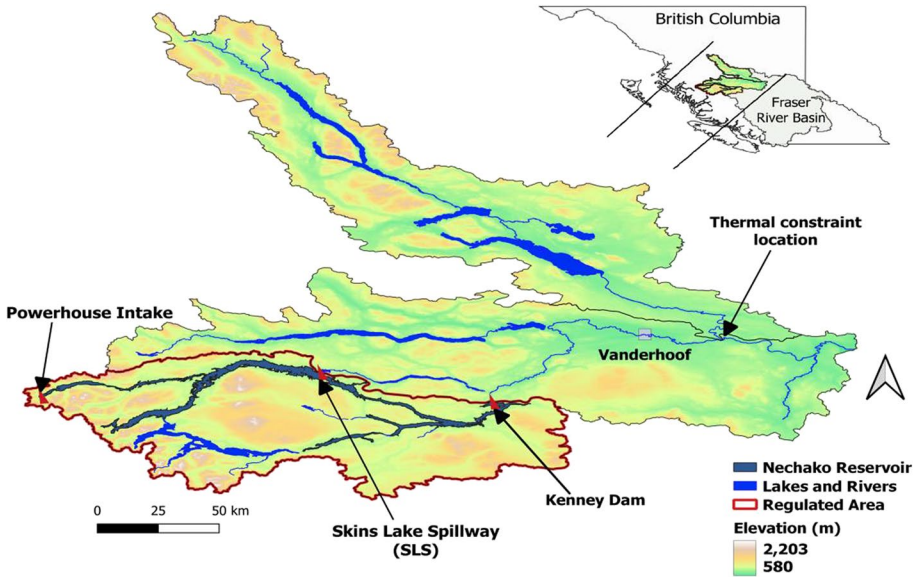 British Columbia
Fraser
River Basin
Thermal constraint
location
Powerhouse Intake
Vanderhoof
Kenney Dam
Skins Lake Spillway
(SLS)
0 25 50 km
Nechako Reservoir
Lakes and Rivers
Regulated Area
Elevation (m)
2,203
580